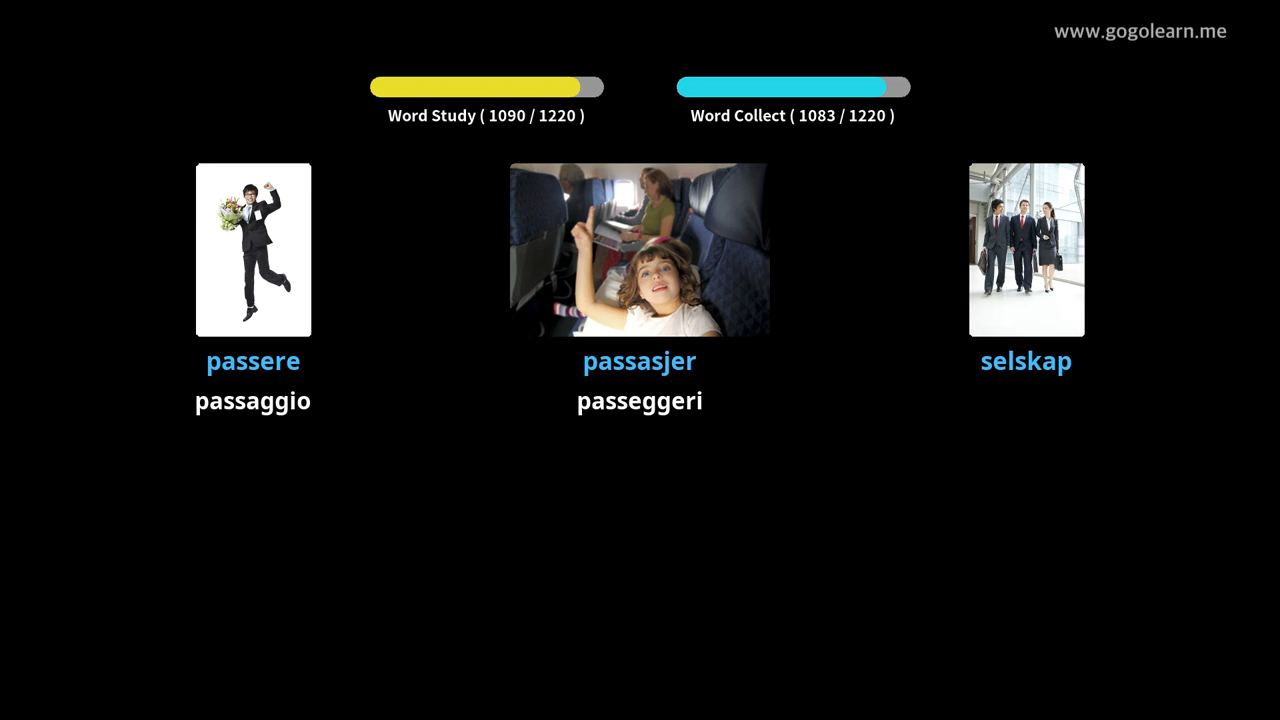 www.gogolearn.me
Word Study ( 1090 / 1220 )
Word Collect ( 1083 / 1220 )
passere
passasjer
selskap
passaggio
passeggeri